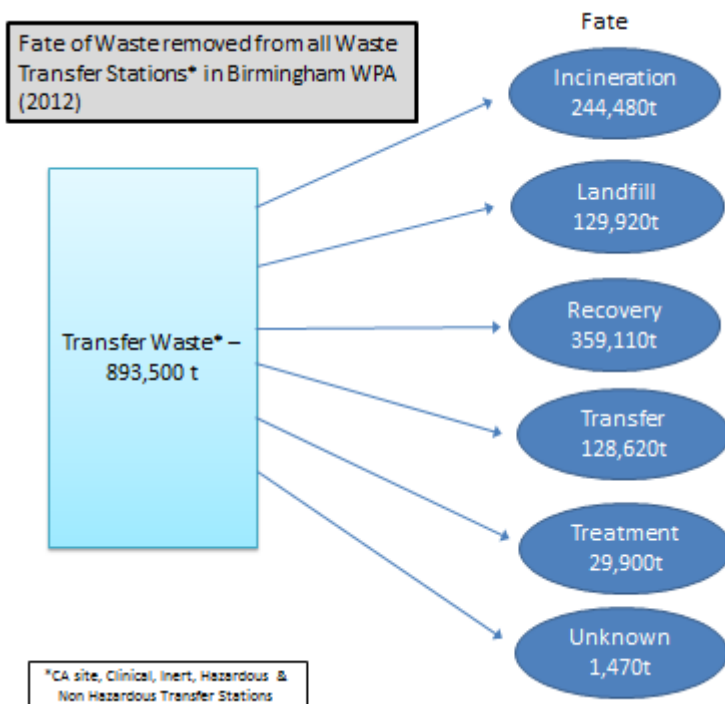 Fate of Waste removed from all Waste
Transfer Stations* in Birmingham WPA
(2012)
Fate
Incineration
244,480t
Landfill
129,920t
Recovery
359,110t
Transfer Waste* –
893,500 t
Transfer
128,620t
Treatment
29,900t
Unknown
1,470t
*CA site, Clinical, Inert, Hazardous &
Non Hazardous Transfer Stations